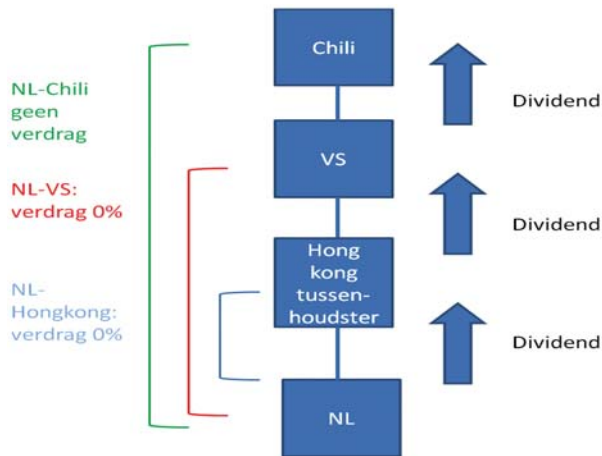 Chili
NL-Chili
geen
verdrag
Dividend
VS
NL-VS:
verdrag 0%
Dividend
Hong
kong
tussen-
houdster
NL-
Hongkong:
verdrag 0%
Dividend
NL